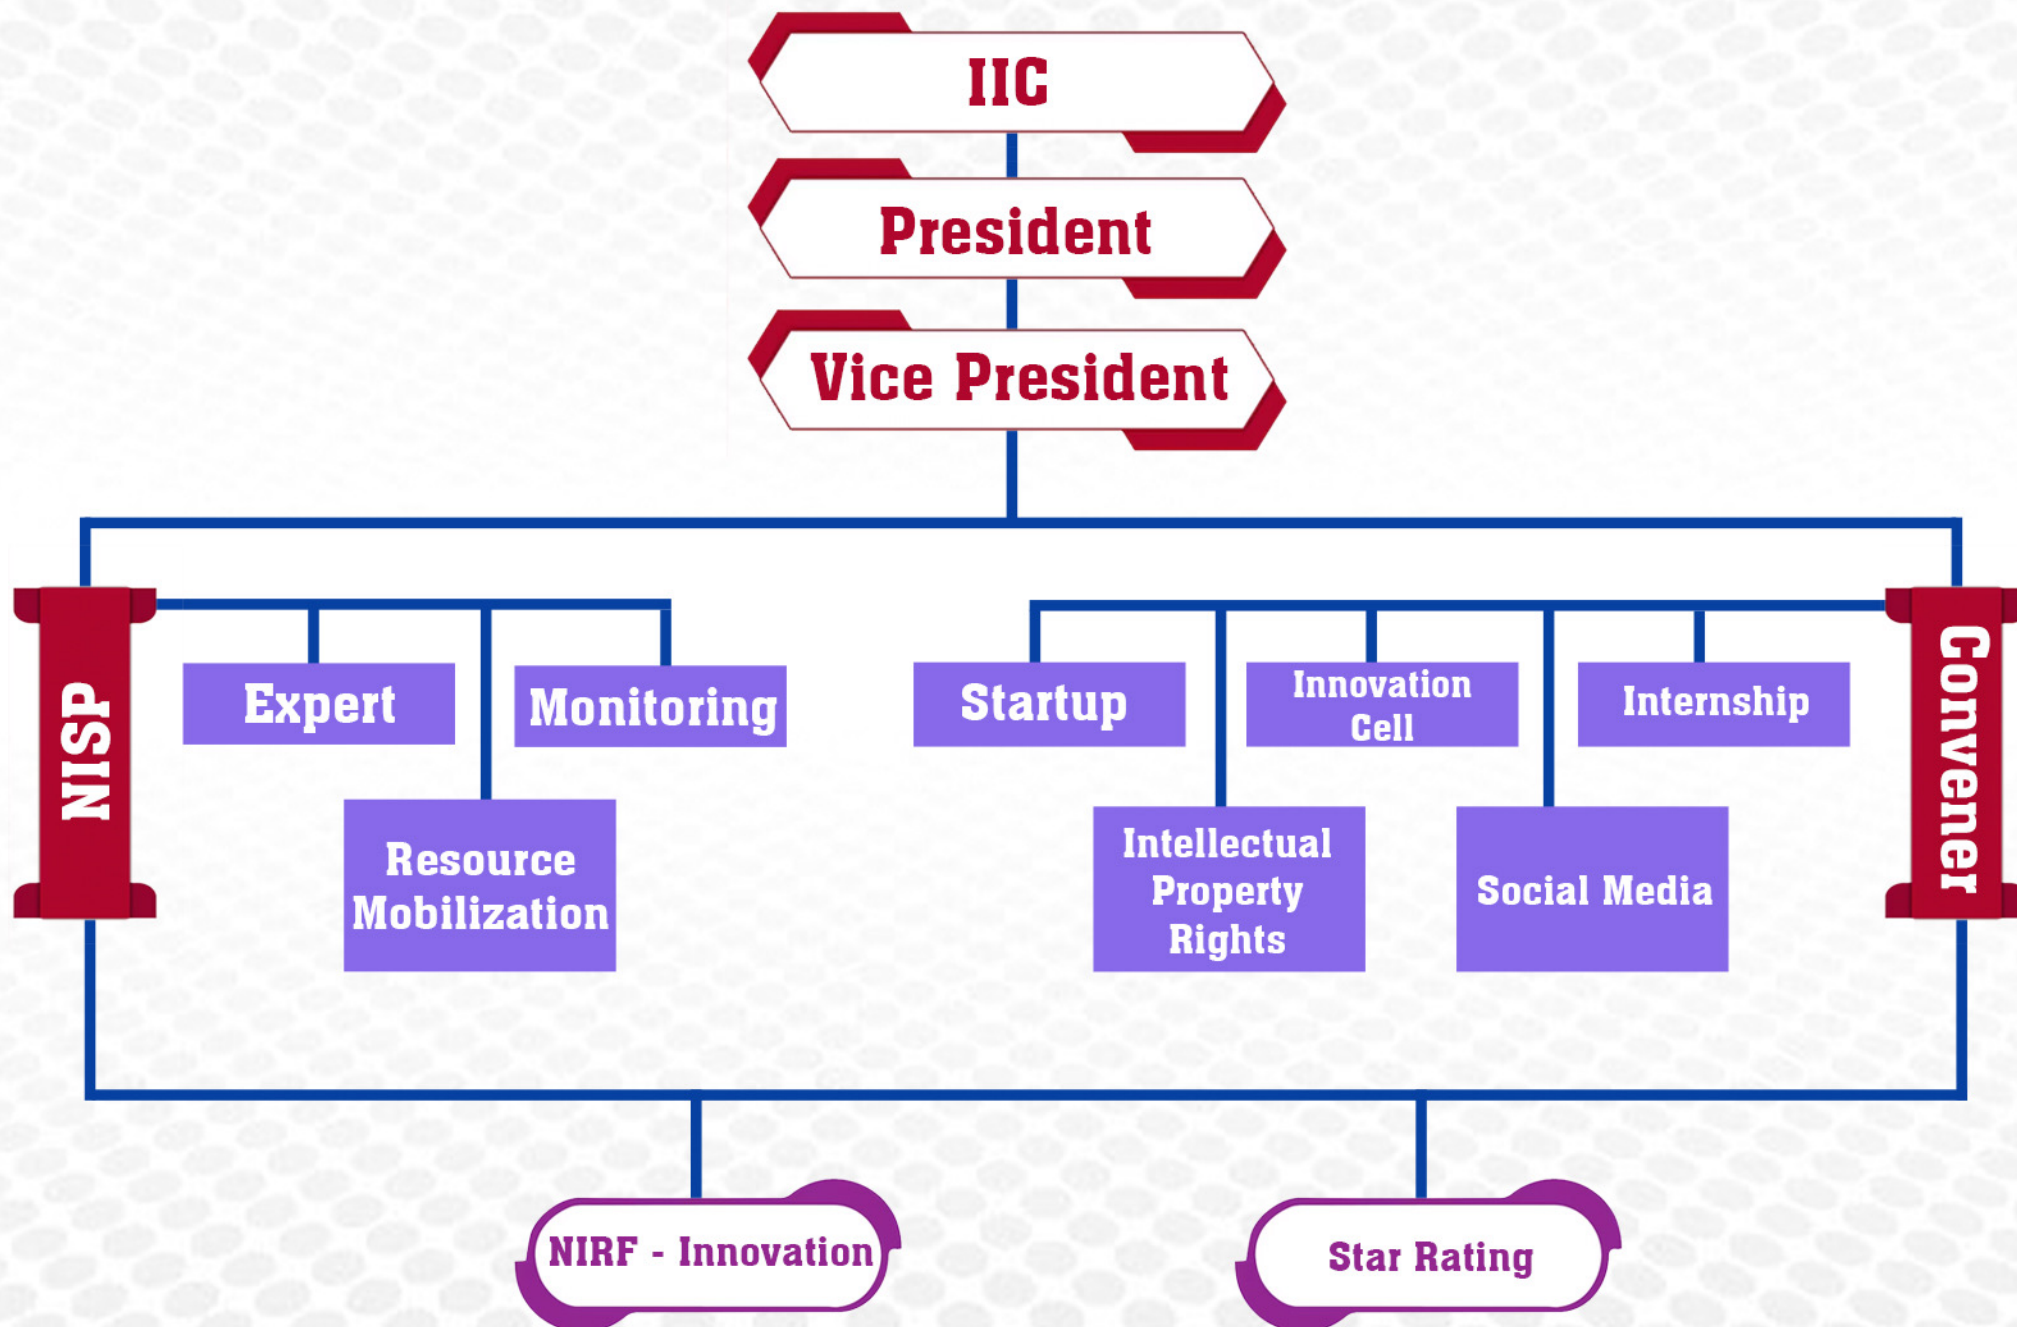 IIC
President
Vice President
NISP
Expert
Monitoring
Resource
Mobilization
Startup
Innovation
Cell
Internship
Intellectual
Property
Rights
Social Media
Convener
NIRF - Innovation
Star Rating